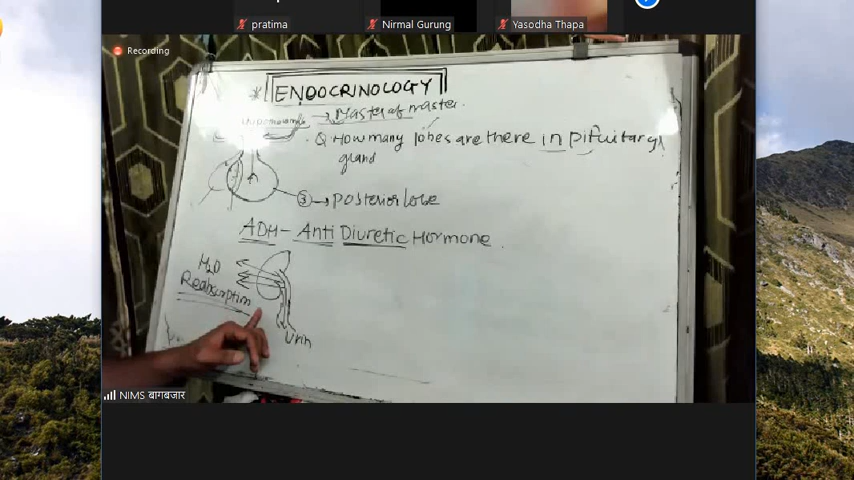 pratima
Nirmal Gurung
Yasodha Thapa
Recording
* ENDOCRINOLOGY
→ Master of master.
Q How many lobes are there in pituitary
gland
③ → Posterior lobe
ADH - Anti Diuretic Hormone
H2O
Reabsorption
Urin
NIMS बागबजार